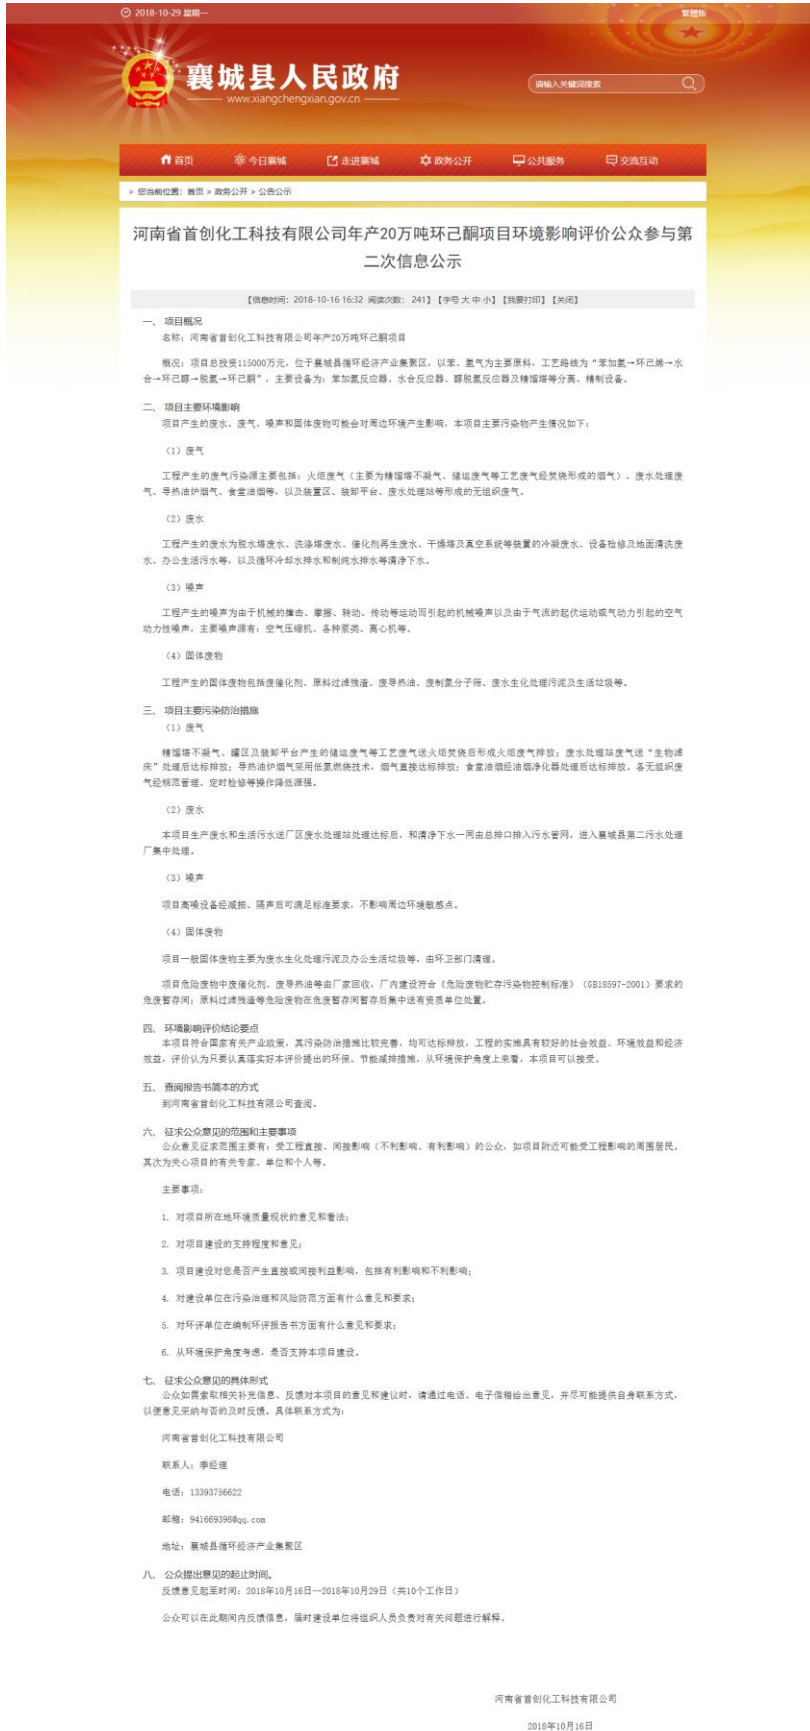 2018-10-29 星期一
繁體版
襄城县人民政府
www.xiangchengxian.gov.cn
请输入关键词搜索
首页 今日襄城 走进襄城 政务公开 公共服务 交流互动
> 您当前位置：首页 > 政务公开 > 公告公示
河南省首创化工科技有限公司年产20万吨环己酮项目环境影响评价公众参与第
二次信息公示
【信息时间：2018-10-16 16:32 阅读次数：241】【字号 大 中 小】【我要打印】【关闭】
一、 项目概况
名称：河南省首创化工科技有限公司年产20万吨环己酮项目
概况：项目总投资115000万元，位于襄城县循环经济产业集聚区，以苯、氢气为主要原料，工艺路线为“苯加氢→环己烯→水
合→环己醇→脱氢→环己酮”，主要设备为：苯加氢反应器、水合反应器、醇脱氢反应器及精馏塔等分离、精制设备。
二、 项目主要环境影响
项目产生的废水、废气、噪声和固体废物可能会对周边环境产生影响，本项目主要污染物产生情况如下：
（1）废气
工程产生的废气污染源主要包括：火炬废气（主要为精馏塔不凝气、储运废气等工艺废气经焚烧形成的烟气）、废水处理废
气、导热油炉烟气、食堂油烟等，以及装置区、装卸平台、废水处理站等形成的无组织废气。
（2）废水
工程产生的废水为脱水塔废水、洗涤塔废水、催化剂再生废水、干燥塔及真空系统等装置的冷凝废水、设备检修及地面清洗废
水、办公生活污水等，以及循环冷却水排水和制纯水排水等清净下水。
（3）噪声
工程产生的噪声为由于机械的撞击、摩擦、转动、传动等运动而引起的机械噪声以及由于气流的起伏运动或气动力引起的空气
动力性噪声，主要噪声源有：空气压缩机、各种泵类、离心机等。
（4）固体废物
工程产生的固体废物包括废催化剂、原料过滤残渣、废导热油、废制氮分子筛、废水生化处理污泥及生活垃圾等。
三、 项目主要污染防治措施
（1）废气
精馏塔不凝气、罐区及装卸平台产生的储运废气等工艺废气送火炬焚烧后形成火炬废气排放；废水处理站废气送“生物滤
床”处理后达标排放；导热油炉烟气采用低氮燃烧技术，烟气直接达标排放；食堂油烟经油烟净化器处理后达标排放、各无组织废
气经规范管理、定时检修等操作降低源强。
（2）废水
本项目生产废水和生活污水送厂区废水处理站处理达标后，和清净下水一同由总排口排入污水管网，进入襄城县第二污水处理
厂集中处理。
（3）噪声
项目高噪设备经减振、隔声后可满足标准要求，不影响周边环境敏感点。
（4）固体废物
项目一般固体废物主要为废水生化处理污泥及办公生活垃圾等，由环卫部门清理。
项目危险废物中废催化剂、废导热油等由厂家回收，厂内建设符合《危险废物贮存污染物控制标准》（GB18597-2001）要求的
危废暂存间；原料过滤残渣等危险废物在危废暂存间暂存后集中送有资质单位处置。
四、 环境影响评价结论要点
本项目符合国家有关产业政策，其污染防治措施比较完善，均可达标排放，工程的实施具有较好的社会效益、环境效益和经济
效益，评价认为只要认真落实好本评价提出的环保、节能减排措施，从环境保护角度上来看，本项目可以接受。
五、 查阅报告书简本的方式
到河南省首创化工科技有限公司查阅。
六、 征求公众意见的范围和主要事项
公众意见征求范围主要有：受工程直接、间接影响（不利影响、有利影响）的公众，如项目附近可能受工程影响的周围居民。
其次为关心项目的有关专家、单位和个人等。
主要事项：
1. 对项目所在地环境质量现状的意见和看法；
2. 对项目建设的支持程度和意见；
3. 项目建设对您是否产生直接或间接利益影响，包括有利影响和不利影响；
4. 对建设单位在污染治理和风险防范方面有什么意见和要求；
5. 对环评单位在编制环评报告书方面有什么意见和要求；
6. 从环境保护角度考虑，是否支持本项目建设。
七、 征求公众意见的具体形式
公众如需索取相关补充信息、反馈对本项目的意见和建议时，请通过电话、电子信箱给出意见，并尽可能提供自身联系方式，
以便意见采纳与否的及时反馈。具体联系方式为：
河南省首创化工科技有限公司
联系人：季经理
电话：13393756622
邮箱：941669398@qq.com
地址：襄城县循环经济产业集聚区
八、 公众提出意见的起止时间。
反馈意见起至时间：2018年10月16日--2018年10月29日（共10个工作日）
公众可以在此期间内反馈信息，届时建设单位将组织人员负责对有关问题进行解释。
河南省首创化工科技有限公司
2018年10月16日